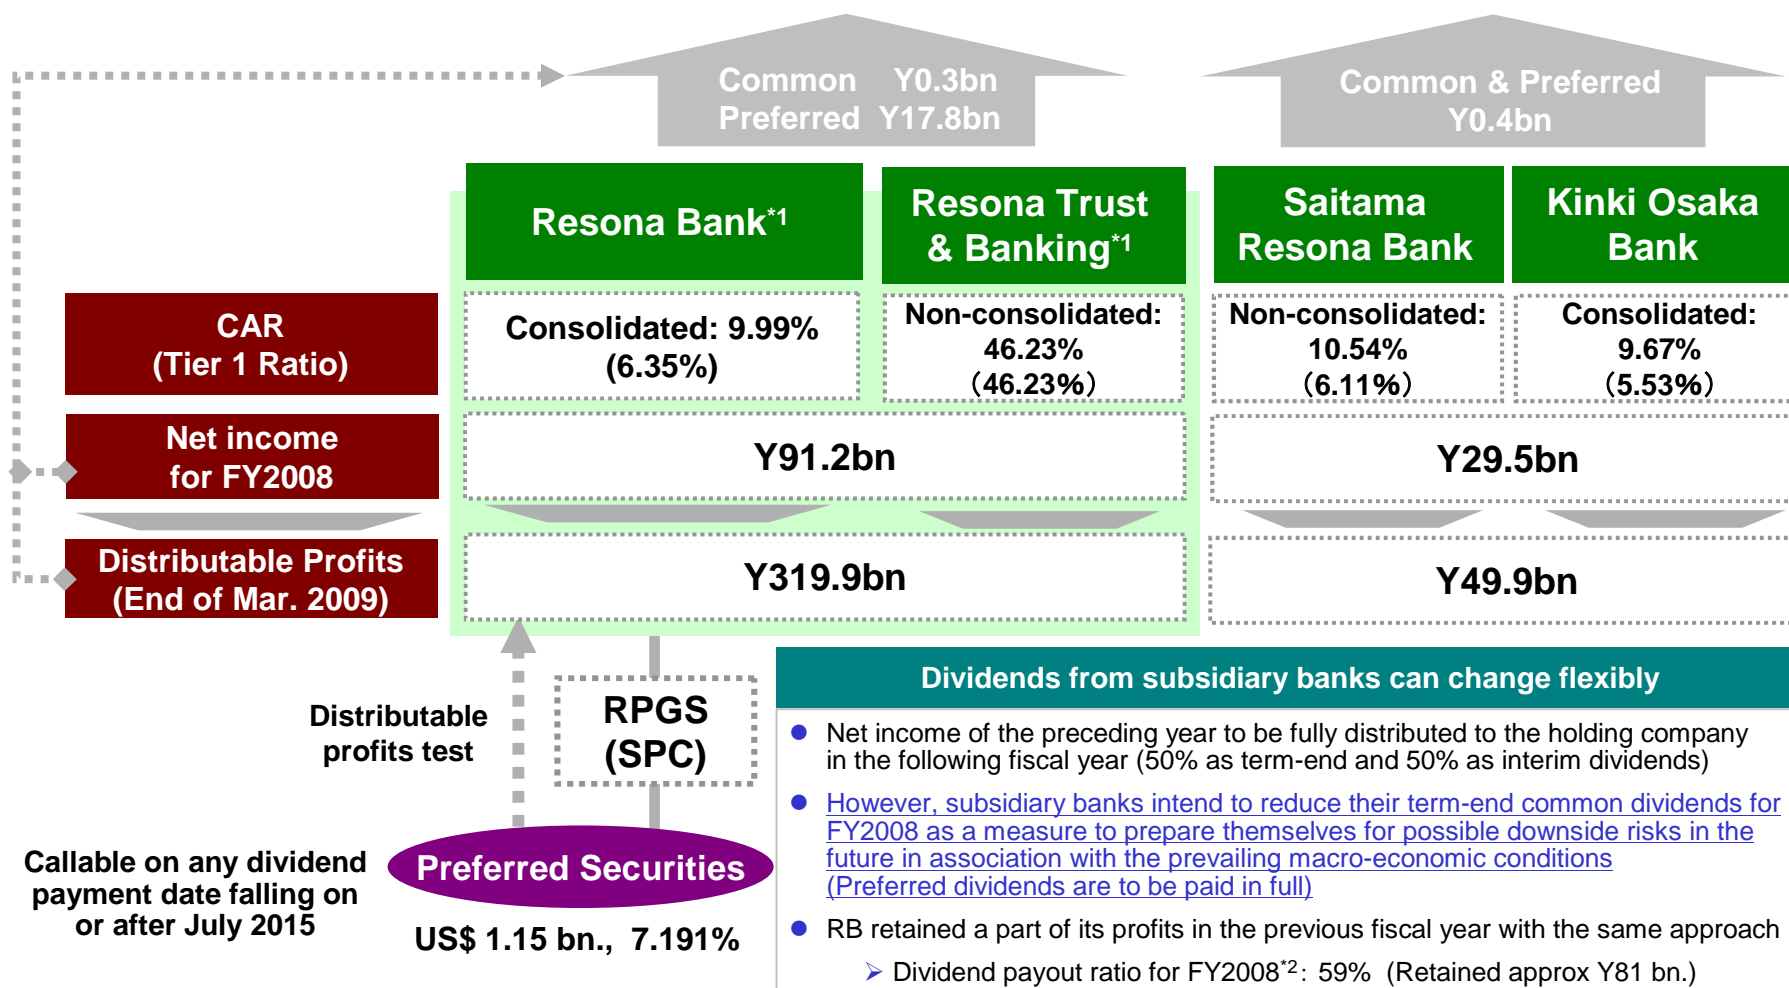 Common Y0.3bn
Preferred Y17.8bn
Common & Preferred
Y0.4bn
Resona Bank*1
Resona Trust
& Banking*1
Saitama
Resona Bank
Kinki Osaka
Bank
CAR
(Tier 1 Ratio)
Consolidated: 9.99%
(6.35%)
Non-consolidated:
46.23%
(46.23%)
Non-consolidated:
10.54%
(6.11%)
Consolidated:
9.67%
(5.53%)
Net income
for FY2008
Y91.2bn
Y29.5bn
Distributable Profits
(End of Mar. 2009)
Y319.9bn
Y49.9bn
Distributable
profits test
RPGS
(SPC)
Callable on any dividend
payment date falling on
or after July 2015
Preferred Securities
US$ 1.15 bn., 7.191%
Dividends from subsidiary banks can change flexibly
● Net income of the preceding year to be fully distributed to the holding company
in the following fiscal year (50% as term-end and 50% as interim dividends)
● However, subsidiary banks intend to reduce their term-end common dividends for
FY2008 as a measure to prepare themselves for possible downside risks in the
future in association with the prevailing macro-economic conditions
(Preferred dividends are to be paid in full)
● RB retained a part of its profits in the previous fiscal year with the same approach
➢ Dividend payout ratio for FY2008*2: 59% (Retained approx Y81 bn.)